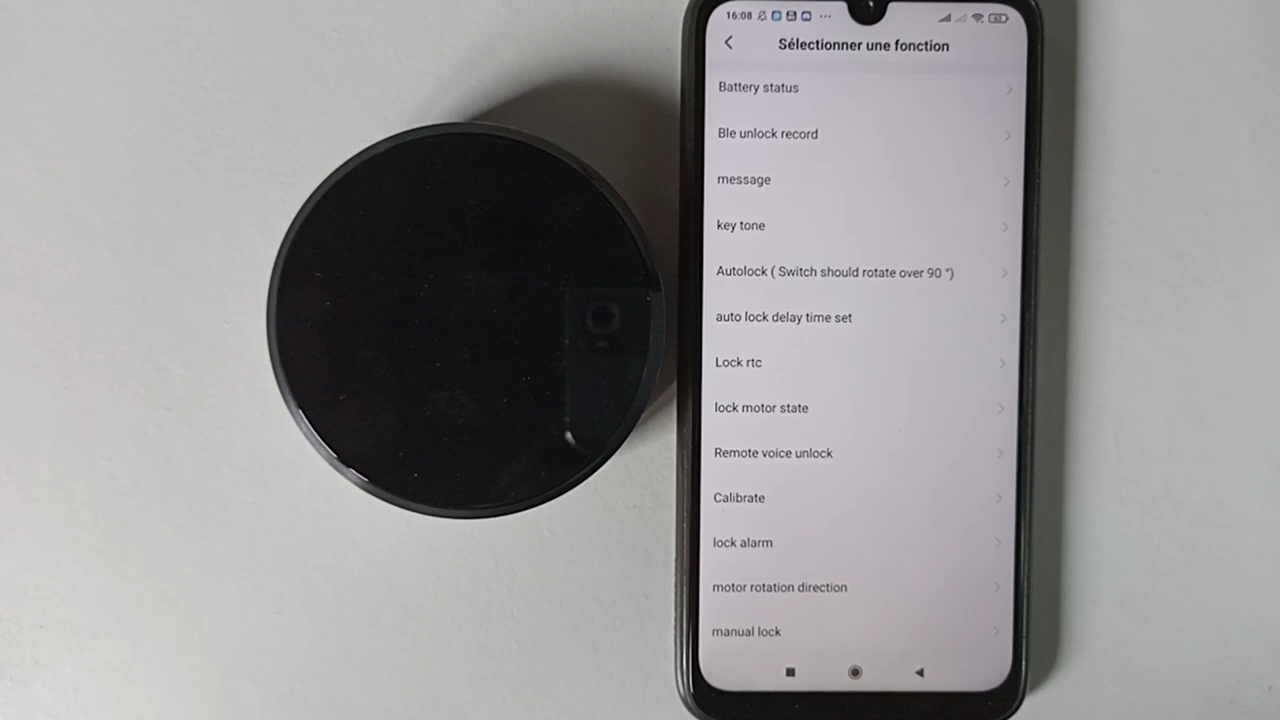 16:08
Sélectionner une fonction
Battery status
Ble unlock record
message
key tone
Autolock ( Switch should rotate over 90 °)
auto lock delay time set
Lock rtc
lock motor state
Remote voice unlock
Calibrate
lock alarm
motor rotation direction
manual lock